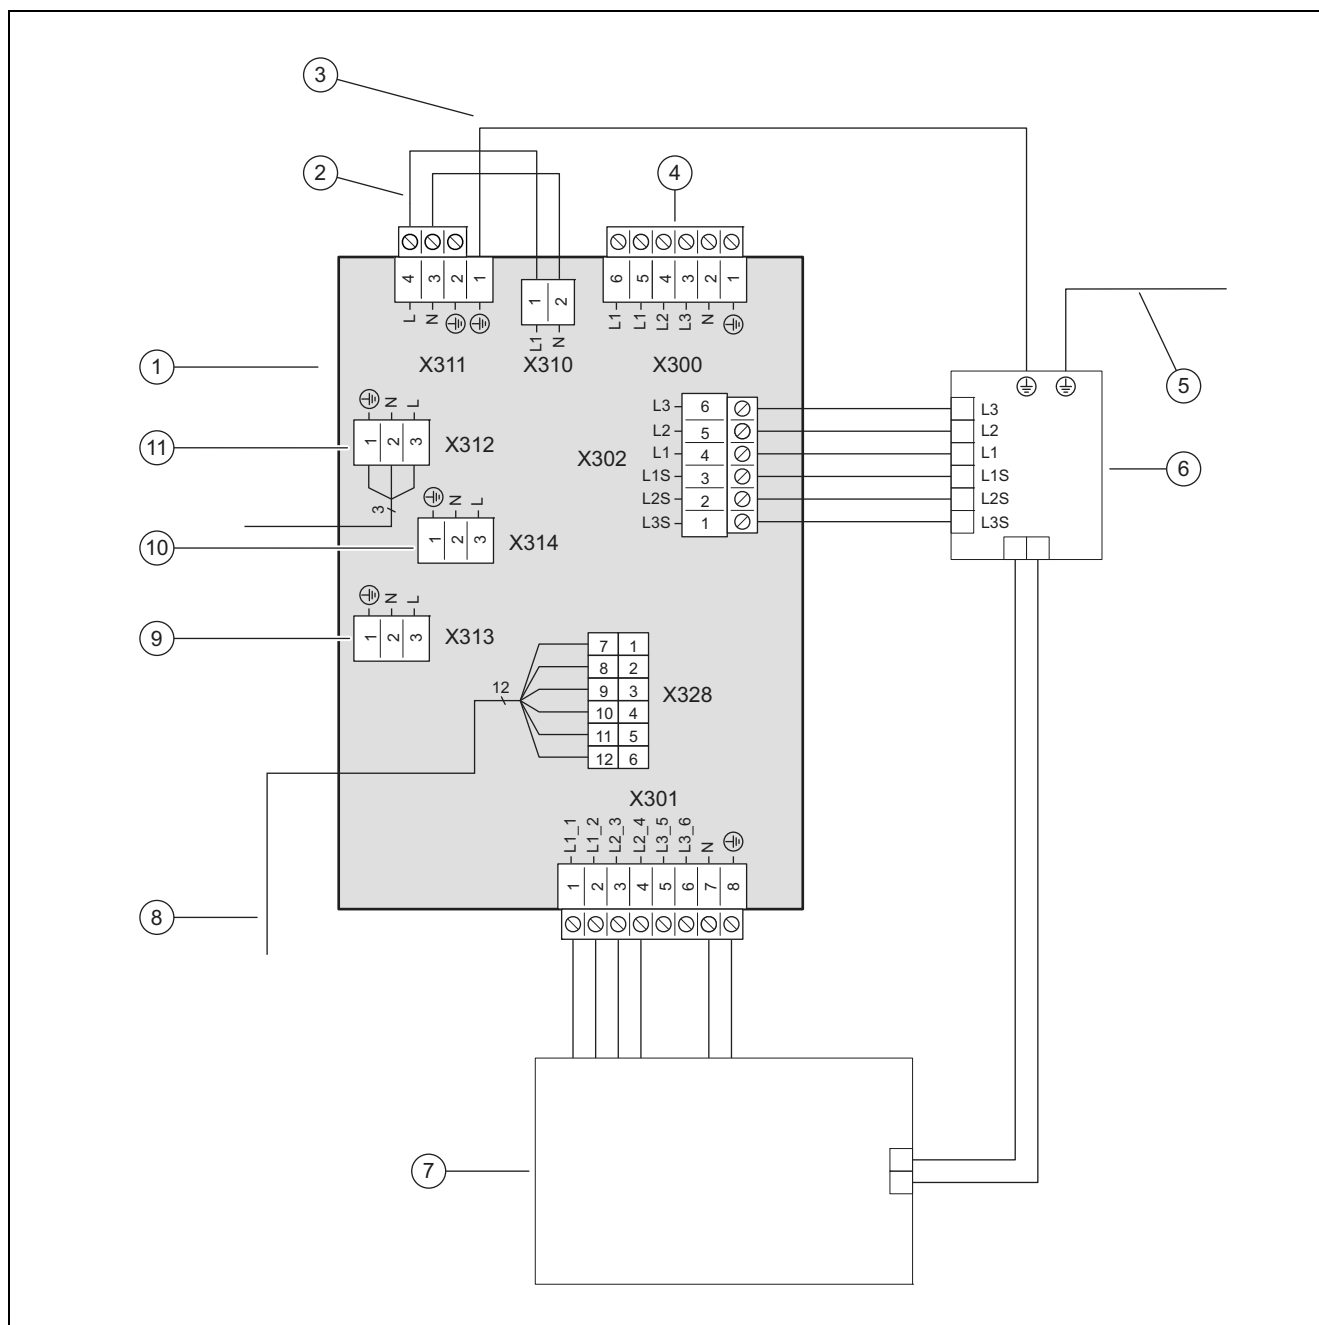 3
2
4
4 3 2 1
6 5 4 3 2 1
1 2
L N ⏚ ⏚
L1 N
L1 L1 L2 L3 N ⏚
X311
X310
X300
1
5
⏚ ⏚
⏚ N L
1 2 3
X312
11
3
X302
L3 6
L2 5
L1 4
L1S 3
L2S 2
L3S 1
L3
L2
L1
L1S
L2S
L3S
6
⏚ N L
1 2 3
X314
10
⏚ N L
1 2 3
X313
9
12
7 1
8 2
9 3
10 4
11 5
12 6
X328
X301
L1_1 L1_2 L2_3 L2_4 L3_5 L3_6 N ⏚
1 2 3 4 5 6 7 8
8
7